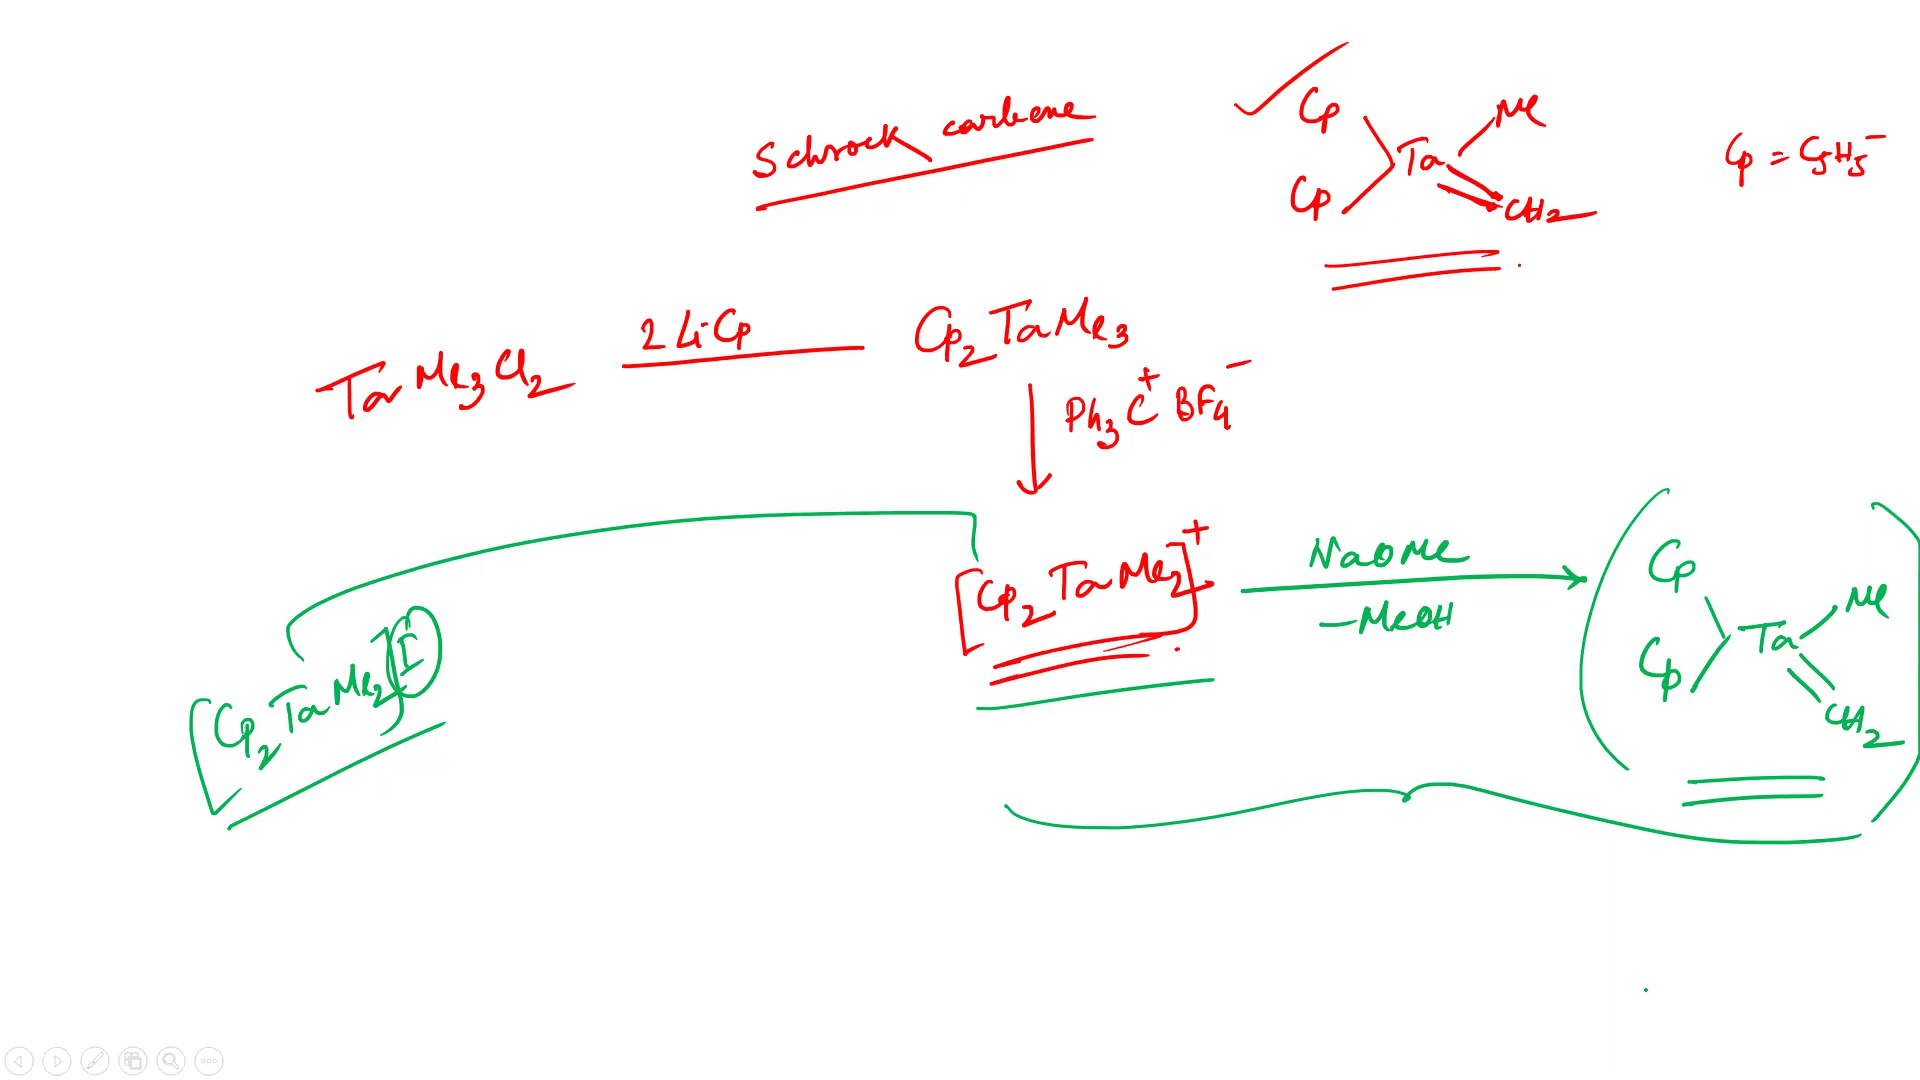 Schrock carbene
Cp
Cp
Ta
Me
CH2
Cp = C5H5⁻
TaMe3Cl2
2 LiCp
Cp2TaMe3
Ph3C⁺ BF4⁻
[Cp2TaMe2]⁺
NaOMe
–MeOH
Cp
Cp
Ta
Me
CH2